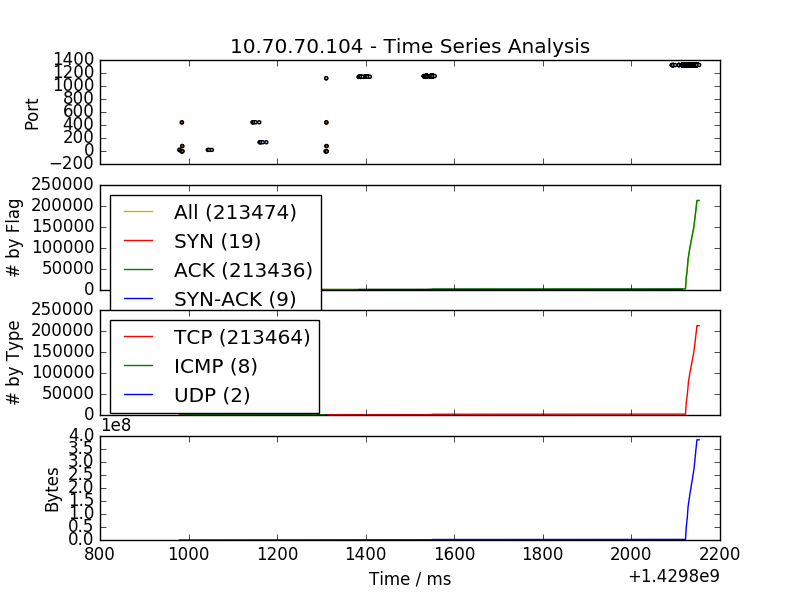 10.70.70.104 - Time Series Analysis
1400
1200
1000
800
600
400
200
0
−200
Port
250000
200000
150000
100000
50000
0
# by Flag
All (213474)
SYN (19)
ACK (213436)
SYN-ACK (9)
250000
200000
150000
100000
50000
0
# by Type
TCP (213464)
ICMP (8)
UDP (2)
1e8
4.0
3.5
3.0
2.5
2.0
1.5
1.0
0.5
0.0
Bytes
800 1000 1200 1400 1600 1800 2000 2200
Time / ms
+1.4298e9